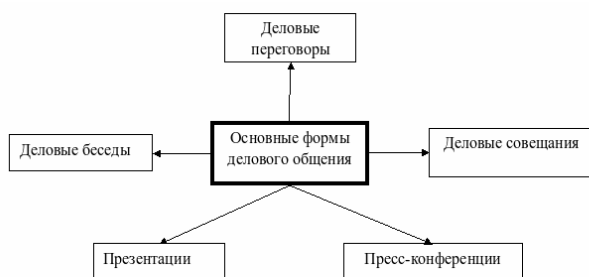 Деловые
переговоры
Деловые беседы
Основные формы
делового общения
Деловые совещания
Презентации
Пресс-конференции